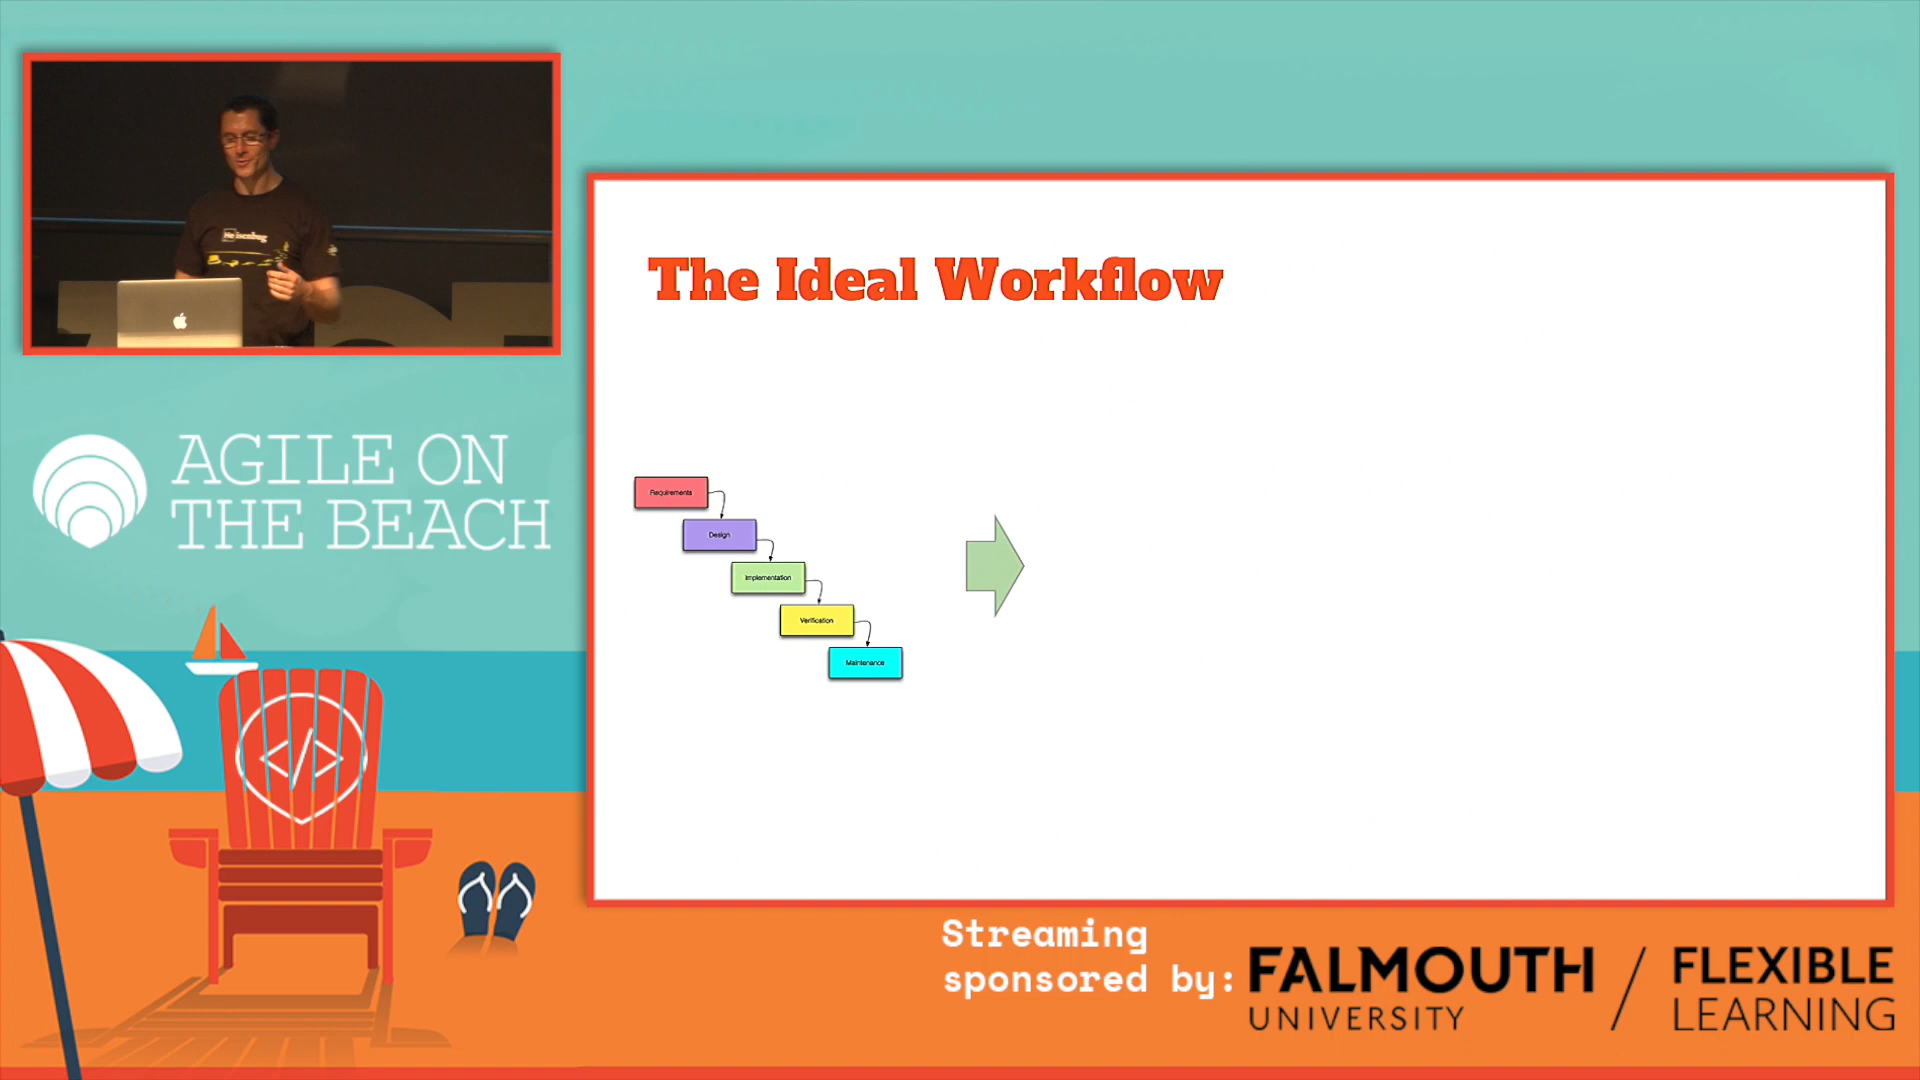 Heisenbug
AGILE ON
THE BEACH
The Ideal Workflow
Requirements
Design
Implementation
Verification
Maintenance
</>
Streaming
sponsored by:
FALMOUTH
UNIVERSITY
/
FLEXIBLE
LEARNING